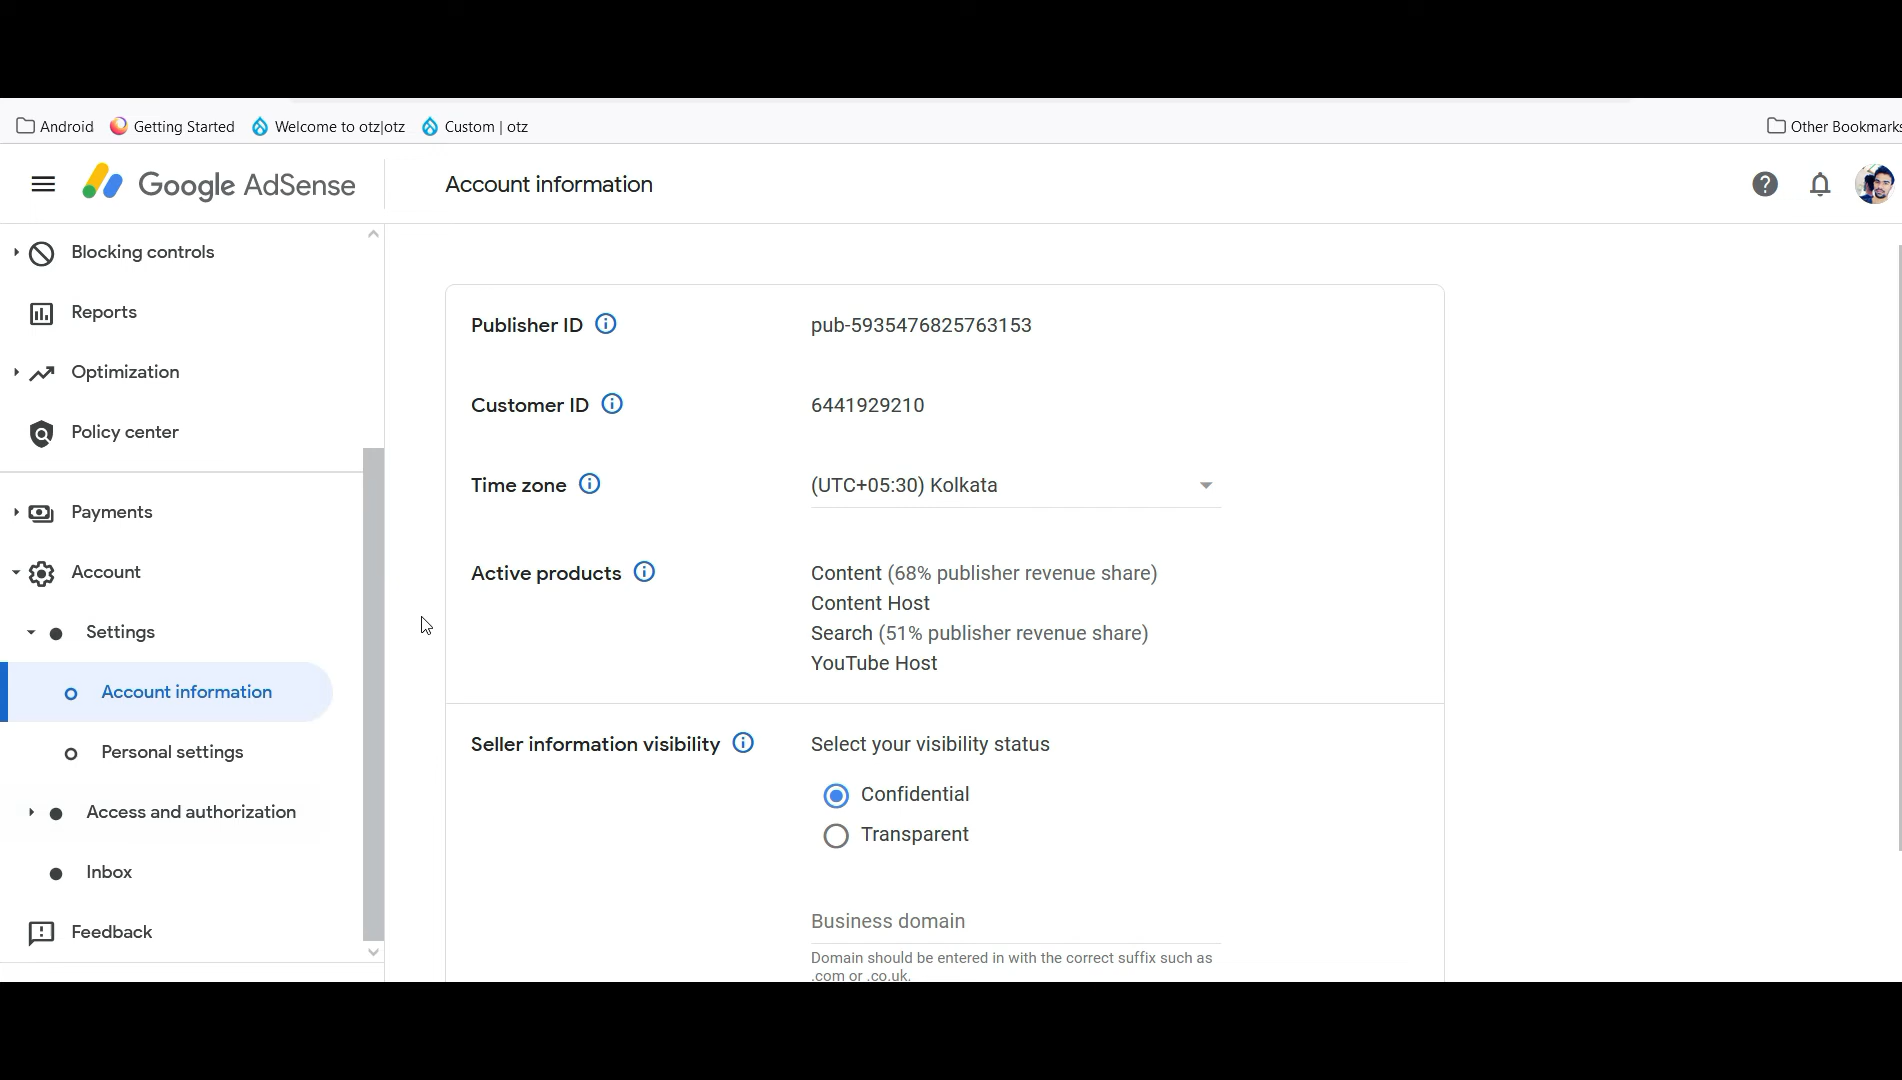 Android
Getting Started
Welcome to otz|otz
Custom | otz
Other Bookmarks
Google AdSense
Account information
Blocking controls
Reports
Optimization
Policy center
Payments
Account
Settings
Account information
Personal settings
Access and authorization
Inbox
Feedback
Publisher ID
pub-5935476825763153
Customer ID
6441929210
Time zone
(UTC+05:30) Kolkata
Active products
Content (68% publisher revenue share)
Content Host
Search (51% publisher revenue share)
YouTube Host
Seller information visibility
Select your visibility status
Confidential
Transparent
Business domain
Domain should be entered in with the correct suffix such as
.com or .co.uk.